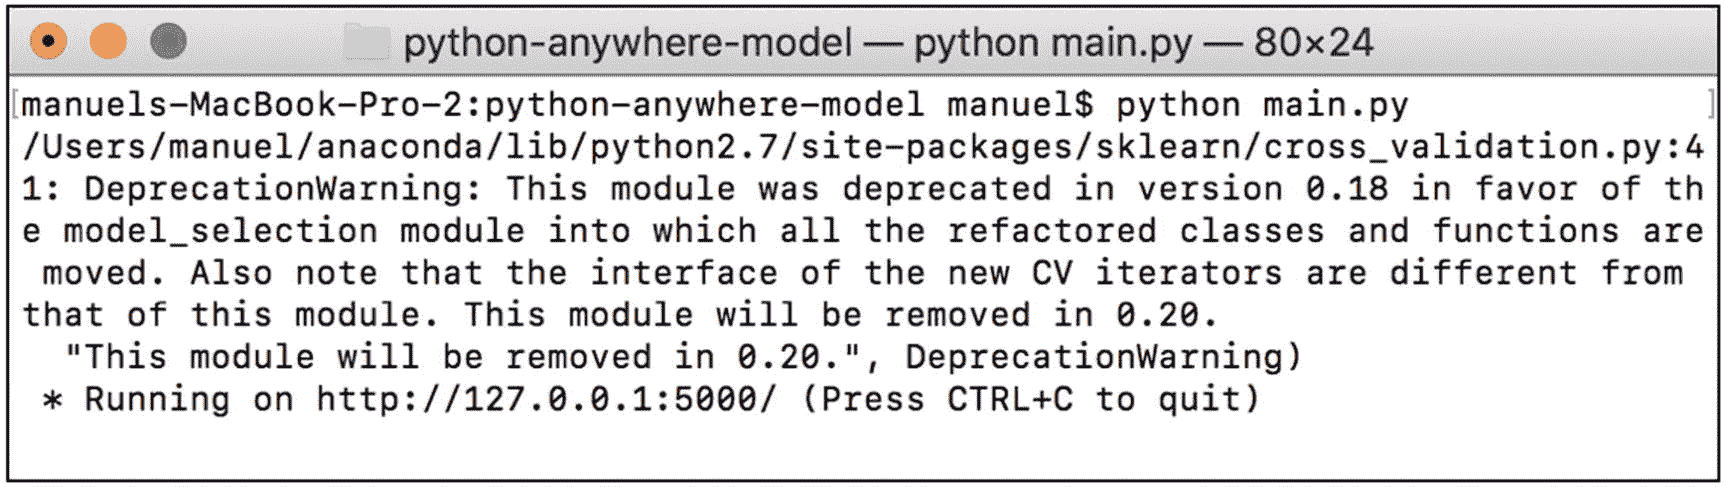 python-anywhere-model — python main.py — 80×24
[manuels-MacBook-Pro-2:python-anywhere-model manuel$ python main.py ]
/Users/manuel/anaconda/lib/python2.7/site-packages/sklearn/cross_validation.py:4
1: DeprecationWarning: This module was deprecated in version 0.18 in favor of th
e model_selection module into which all the refactored classes and functions are
 moved. Also note that the interface of the new CV iterators are different from
that of this module. This module will be removed in 0.20.
  "This module will be removed in 0.20.", DeprecationWarning)
 * Running on http://127.0.0.1:5000/ (Press CTRL+C to quit)